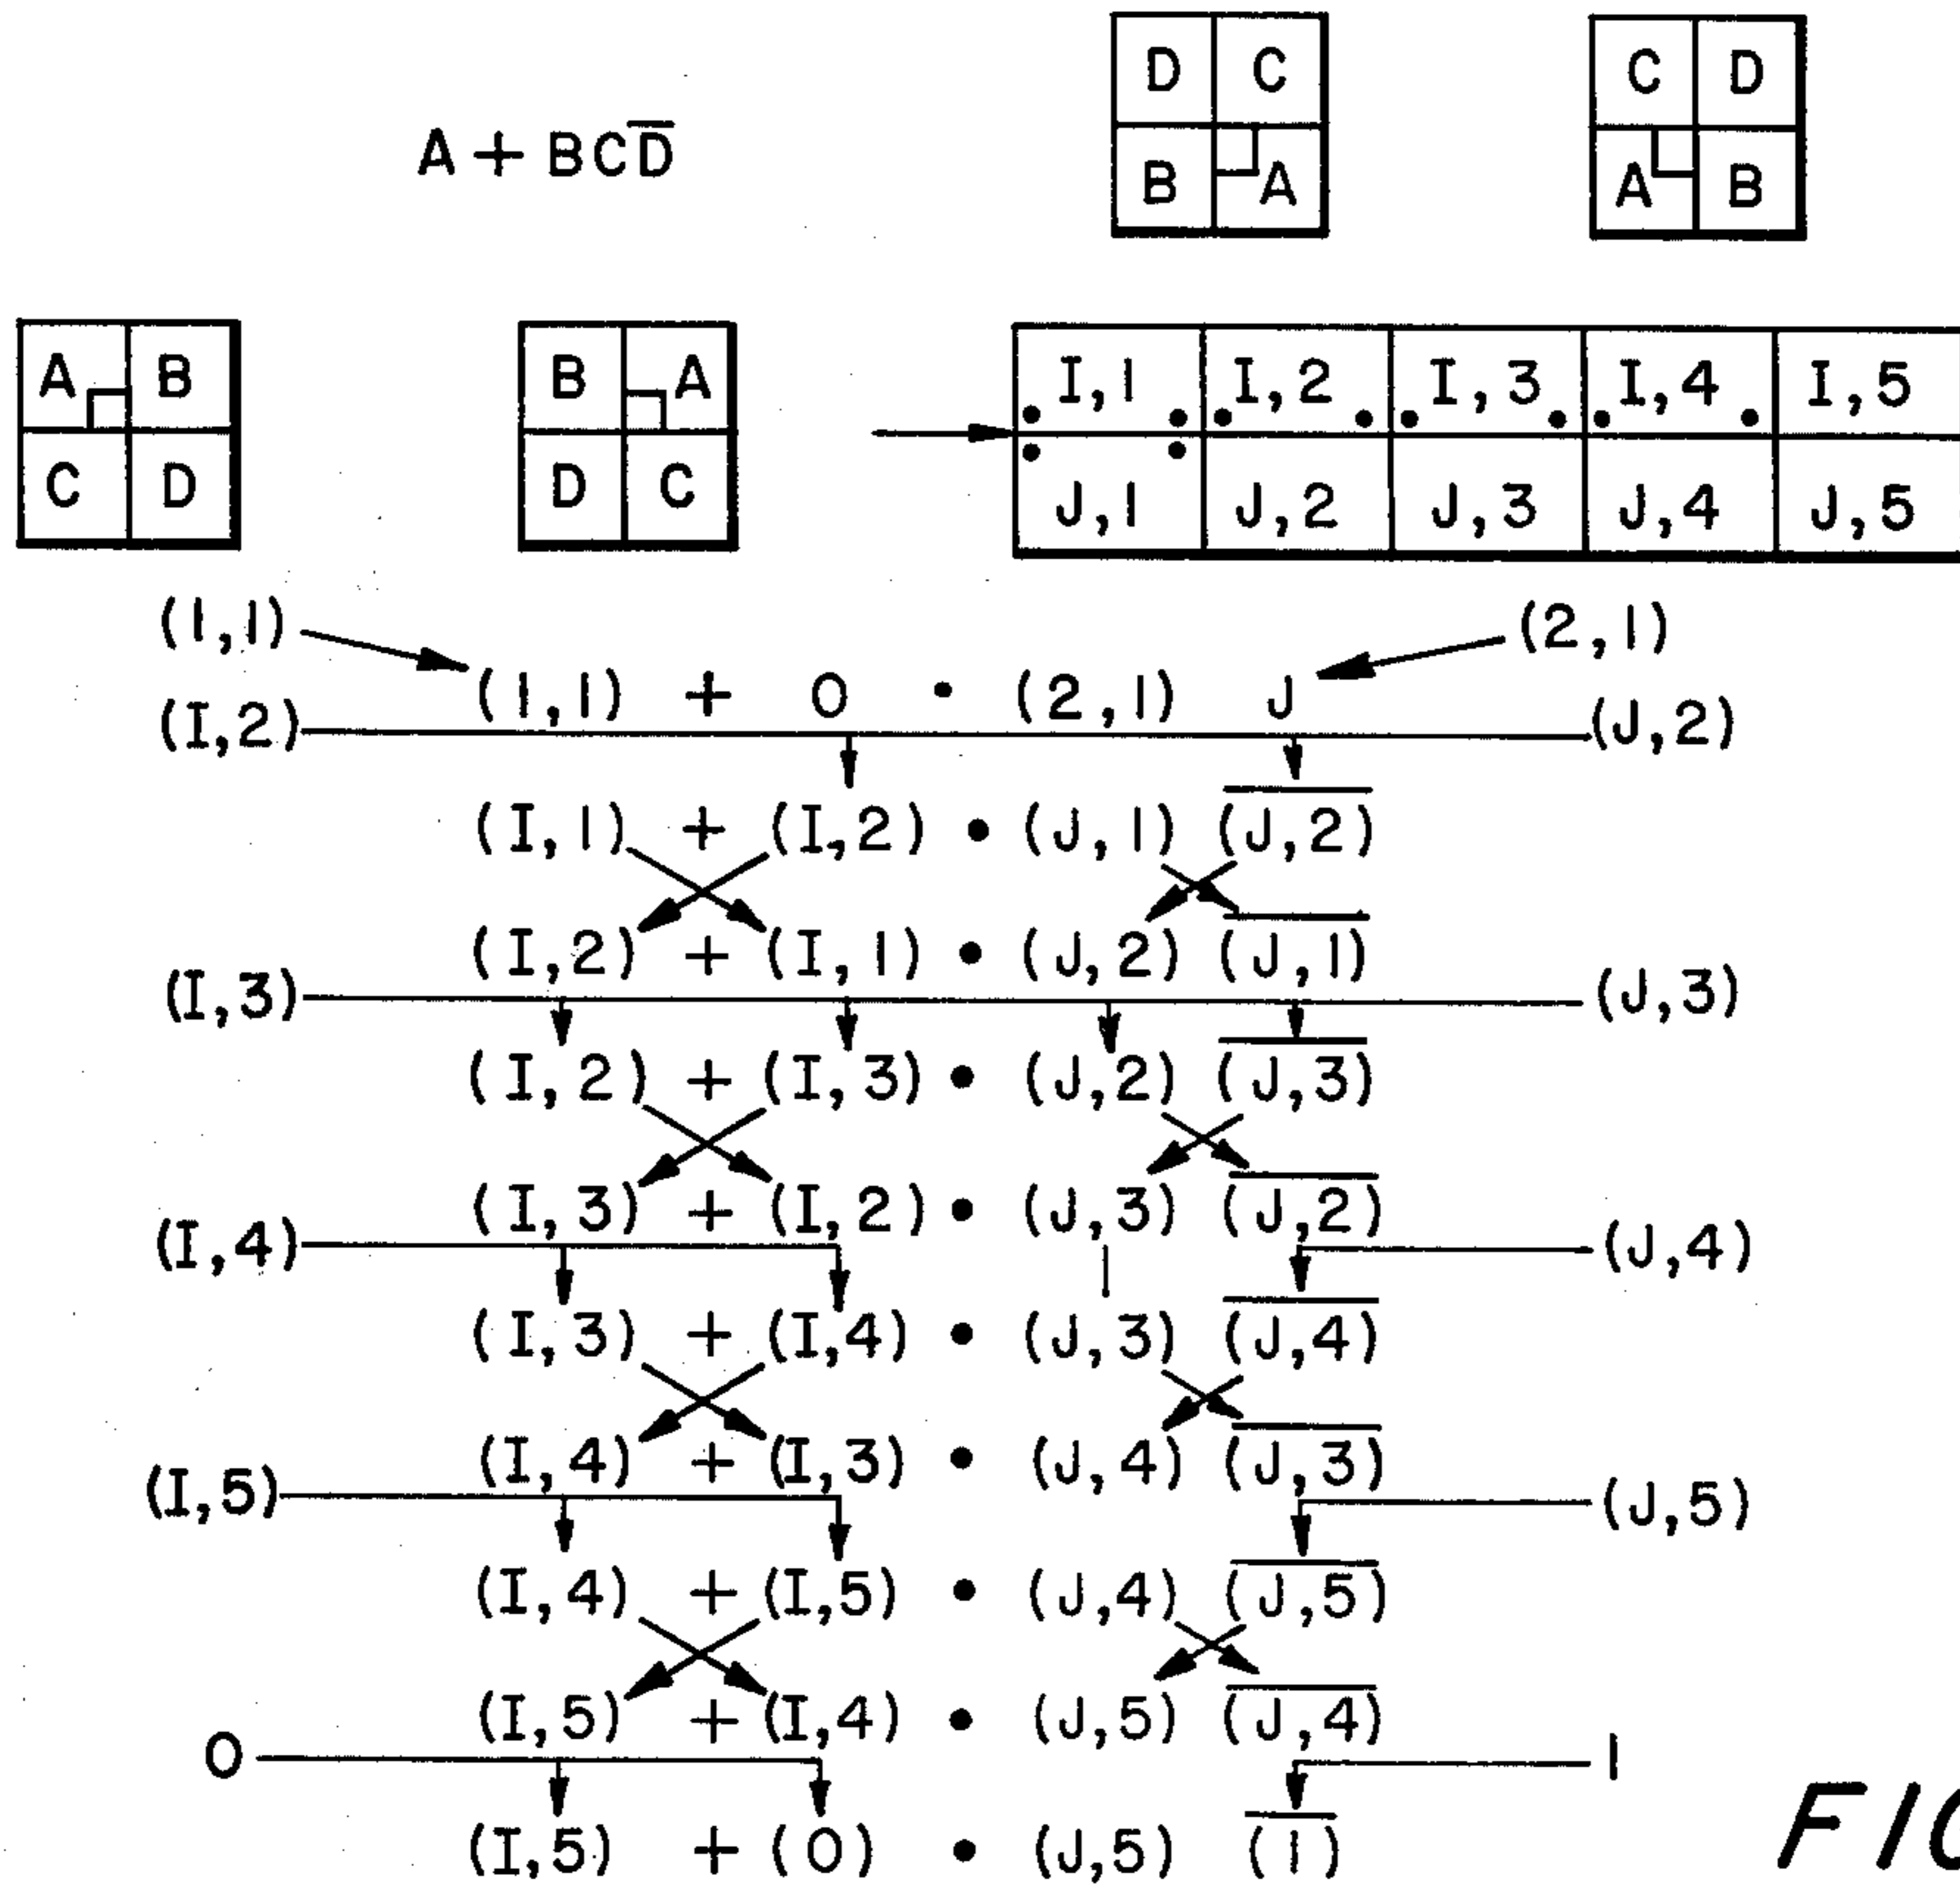 D C
C D
A + BCD̅
B A
A B
A B
B A
I,1 I,2 I,3 I,4 I,5
C D
D C
J,1 J,2 J,3 J,4 J,5
(1,1) (2,1)
(1,1) + 0 • (2,1) J
(I,2) (J,2)
(I,1) + (I,2) • (J,1) (J,2)̅
(I,2) + (I,1) • (J,2) (J,1)̅
(I,3) (J,3)
(I,2) + (I,3) • (J,2) (J,3)̅
(I,3) + (I,2) • (J,3) (J,2)̅
(I,4) (J,4)
(I,3) + (I,4) • (J,3) (J,4)̅
(I,4) + (I,3) • (J,4) (J,3)̅
(I,5) (J,5)
(I,4) + (I,5) • (J,4) (J,5)̅
(I,5) + (I,4) • (J,5) (J,4)̅
0 1
(I,5) + (0) • (J,5) (1)̅